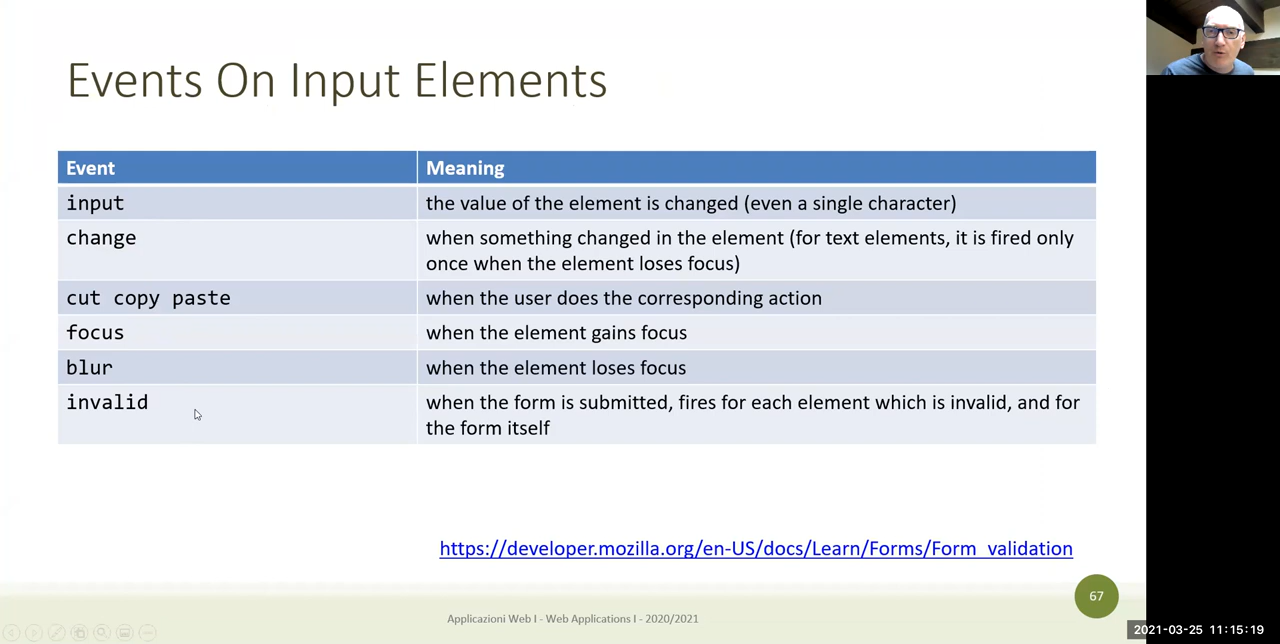 Events On Input Elements
Event Meaning
input the value of the element is changed (even a single character)
change when something changed in the element (for text elements, it is fired only
once when the element loses focus)
cut copy paste when the user does the corresponding action
focus when the element gains focus
blur when the element loses focus
invalid when the form is submitted, fires for each element which is invalid, and for
the form itself
https://developer.mozilla.org/en-US/docs/Learn/Forms/Form_validation
67
Applicazioni Web I - Web Applications I - 2020/2021
2021-03-25 11:15:19